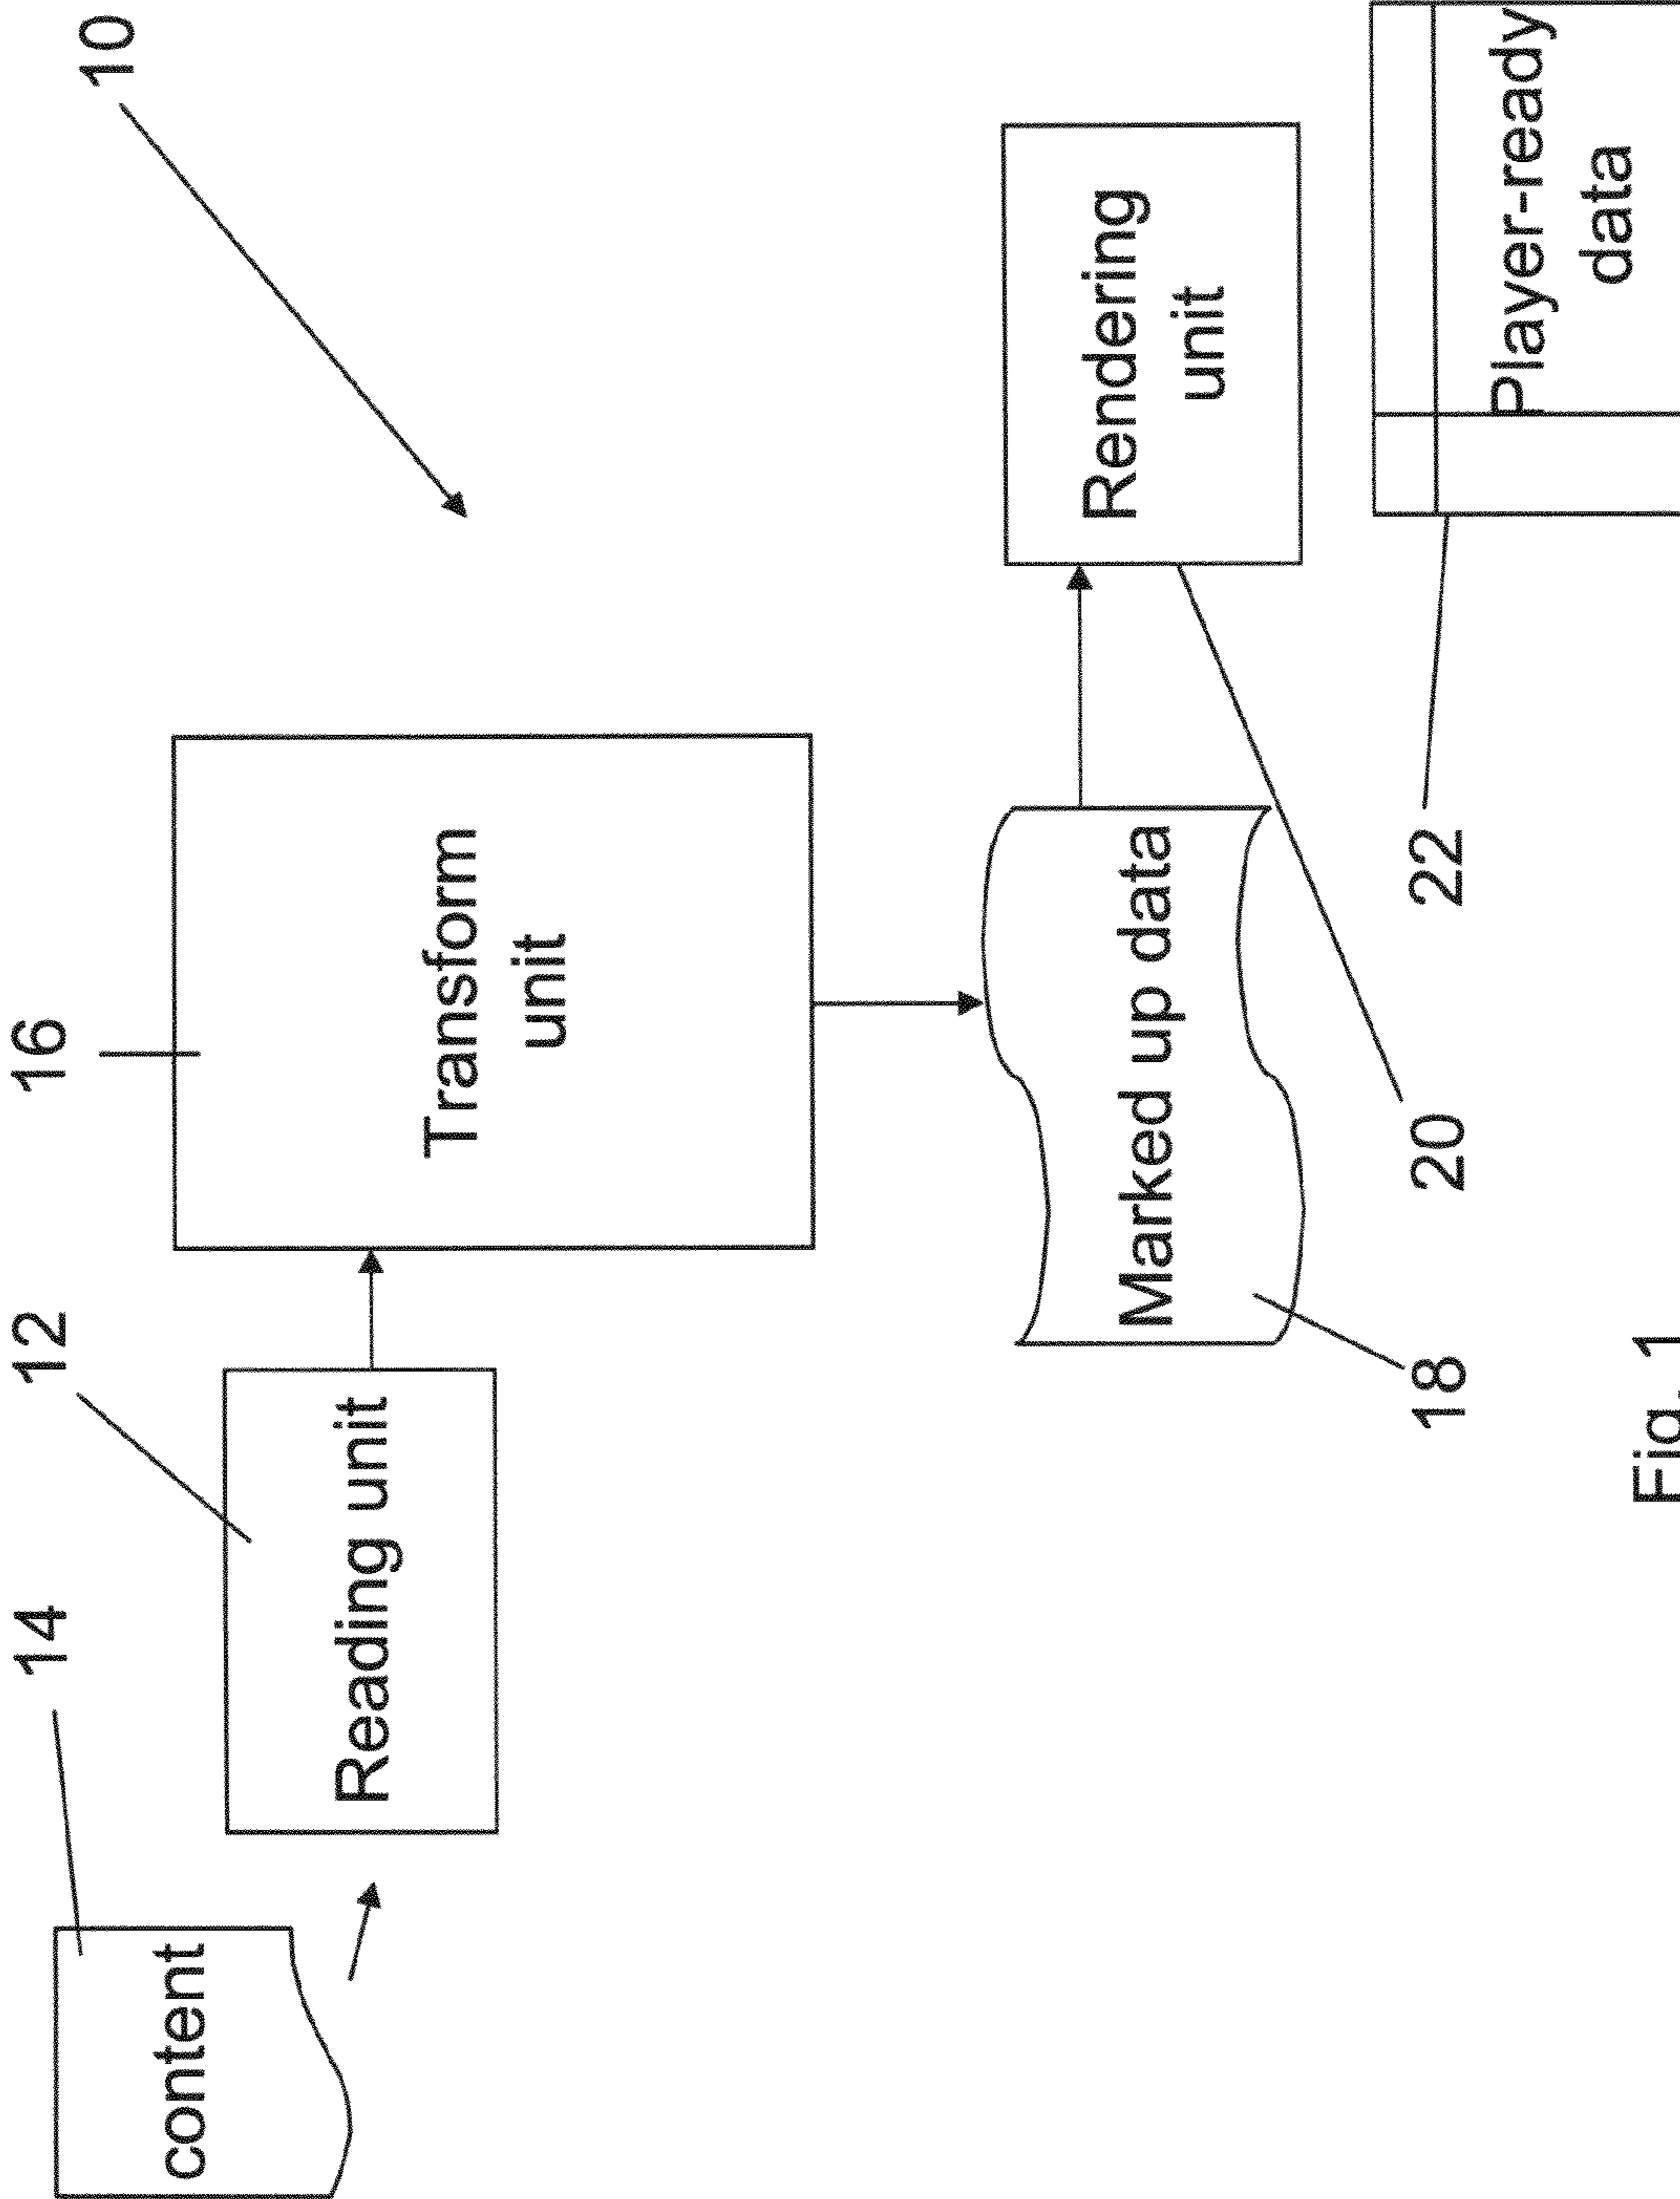 14
12
16
10
content
Reading unit
Transform
unit
Marked up data
Rendering
unit
18
20
22
Player-ready
data
Fig. 1